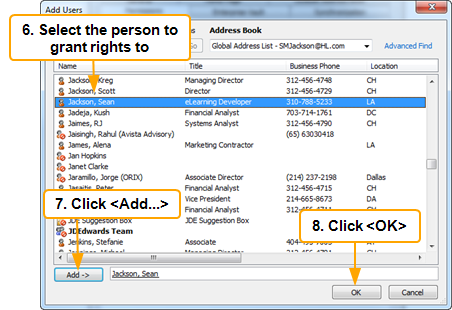 Add Users
6. Select the person to
grant rights to
Address Book
Go Global Address List - SMJackson@HL.com Advanced Find
Name Title Business Phone Location
Jackson, Kreg Managing Director 312-456-4748 CH
Jackson, Scott Director 312-456-4729 CH
Jackson, Sean eLearning Developer 310-788-5233 LA
Jadeja, Kush Financial Analyst 703-714-1761 DC
Jaimes, RJ Systems Analyst 312-456-4790 CH
Jaisingh, Rahul (Avista Advisory) (65) 63030418
James, Alena Marketing Contractor LA
Jan Hopkins
Janet Clarke
Jaramillo, Jorge (ORIX) Associate Director (214) 237-2198 Dallas
Jasaitis, Peter Financial Analyst 312-456-4715 CH
Vice President 214-665-8673 DA
Financial Analyst
JDE Suggestion Box JDE Suggestion Box
JDEdwards Team
Jenkins, Stefanie Associate
7. Click <Add...>
8. Click <OK>
Add -> Jackson, Sean
OK Cancel